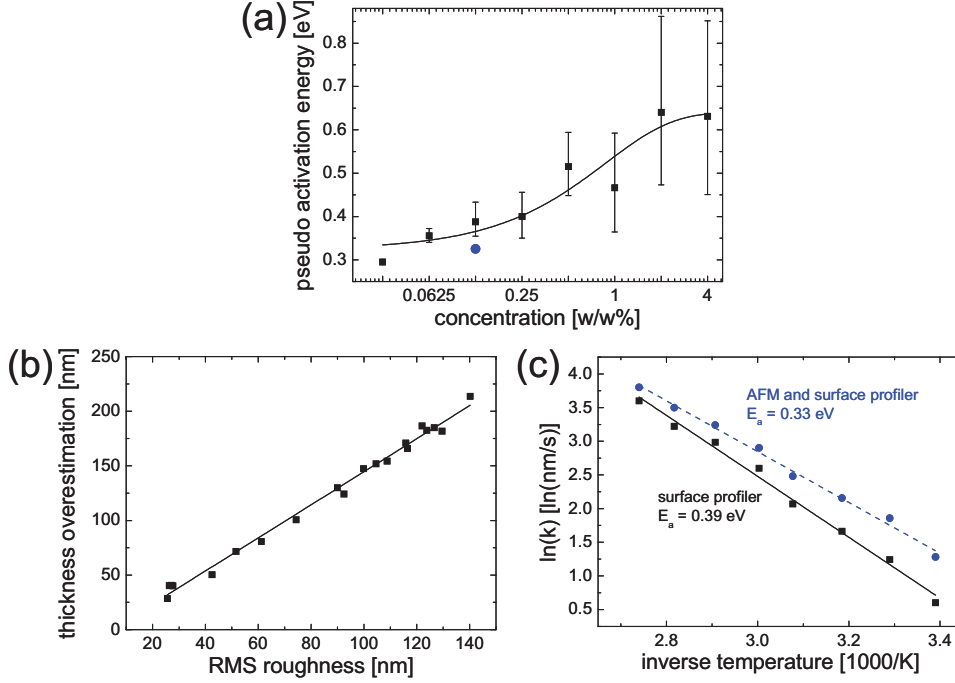 (a)
pseudo activation energy [eV]
0.8
0.7
0.6
0.5
0.4
0.3
0.0625
0.25
1
4
concentration [w/w%]
(b)
thickness overestimation [nm]
250
200
150
100
50
0
20
40
60
80
100
120
140
RMS roughness [nm]
(c)
ln(k) [ln(nm/s)]
4.0
3.5
3.0
2.5
2.0
1.5
1.0
0.5
AFM and surface profiler
Eₐ = 0.33 eV
surface profiler
Eₐ = 0.39 eV
2.8
3.0
3.2
3.4
inverse temperature [1000/K]